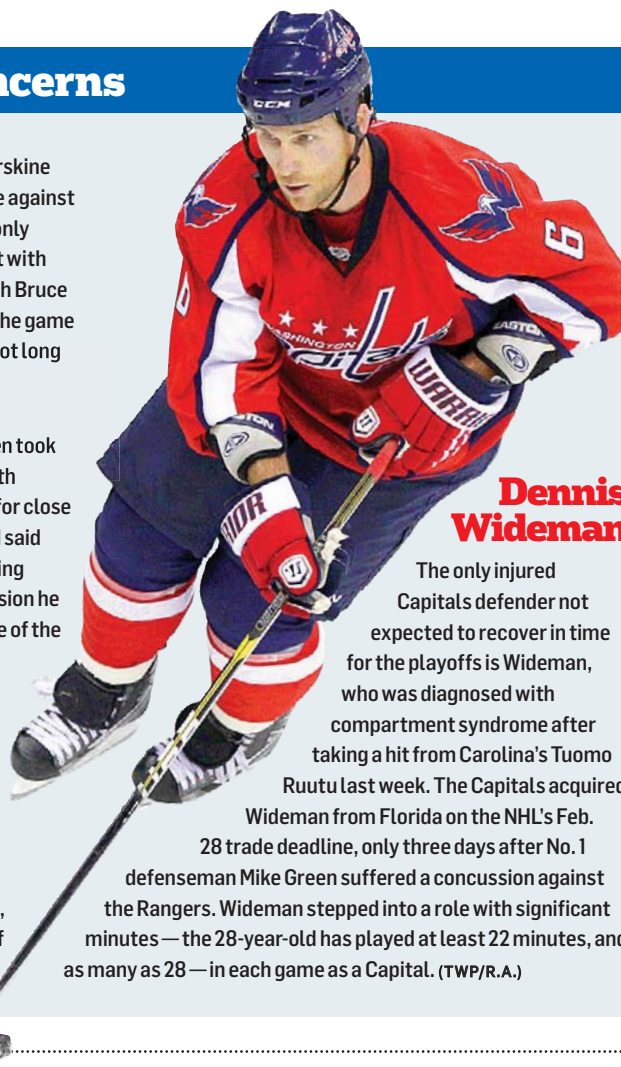 ncerns
rskine
e against
only
t with
h Bruce
he game
ot long
en took
th
for close
d said
ing
sion he
e of the
,
f
CCM
6
EASTON
WASHINGTON
capitals
WARRI
STON
RIOR
Dennis
Wideman
The only injured
Capitals defender not
expected to recover in time
for the playoffs is Wideman,
who was diagnosed with
compartment syndrome after
taking a hit from Carolina’s Tuomo
Ruutu last week. The Capitals acquired
Wideman from Florida on the NHL’s Feb.
28 trade deadline, only three days after No. 1
defenseman Mike Green suffered a concussion against
the Rangers. Wideman stepped into a role with significant
minutes — the 28-year-old has played at least 22 minutes, and
as many as 28 — in each game as a Capital. (TWP/R.A.)